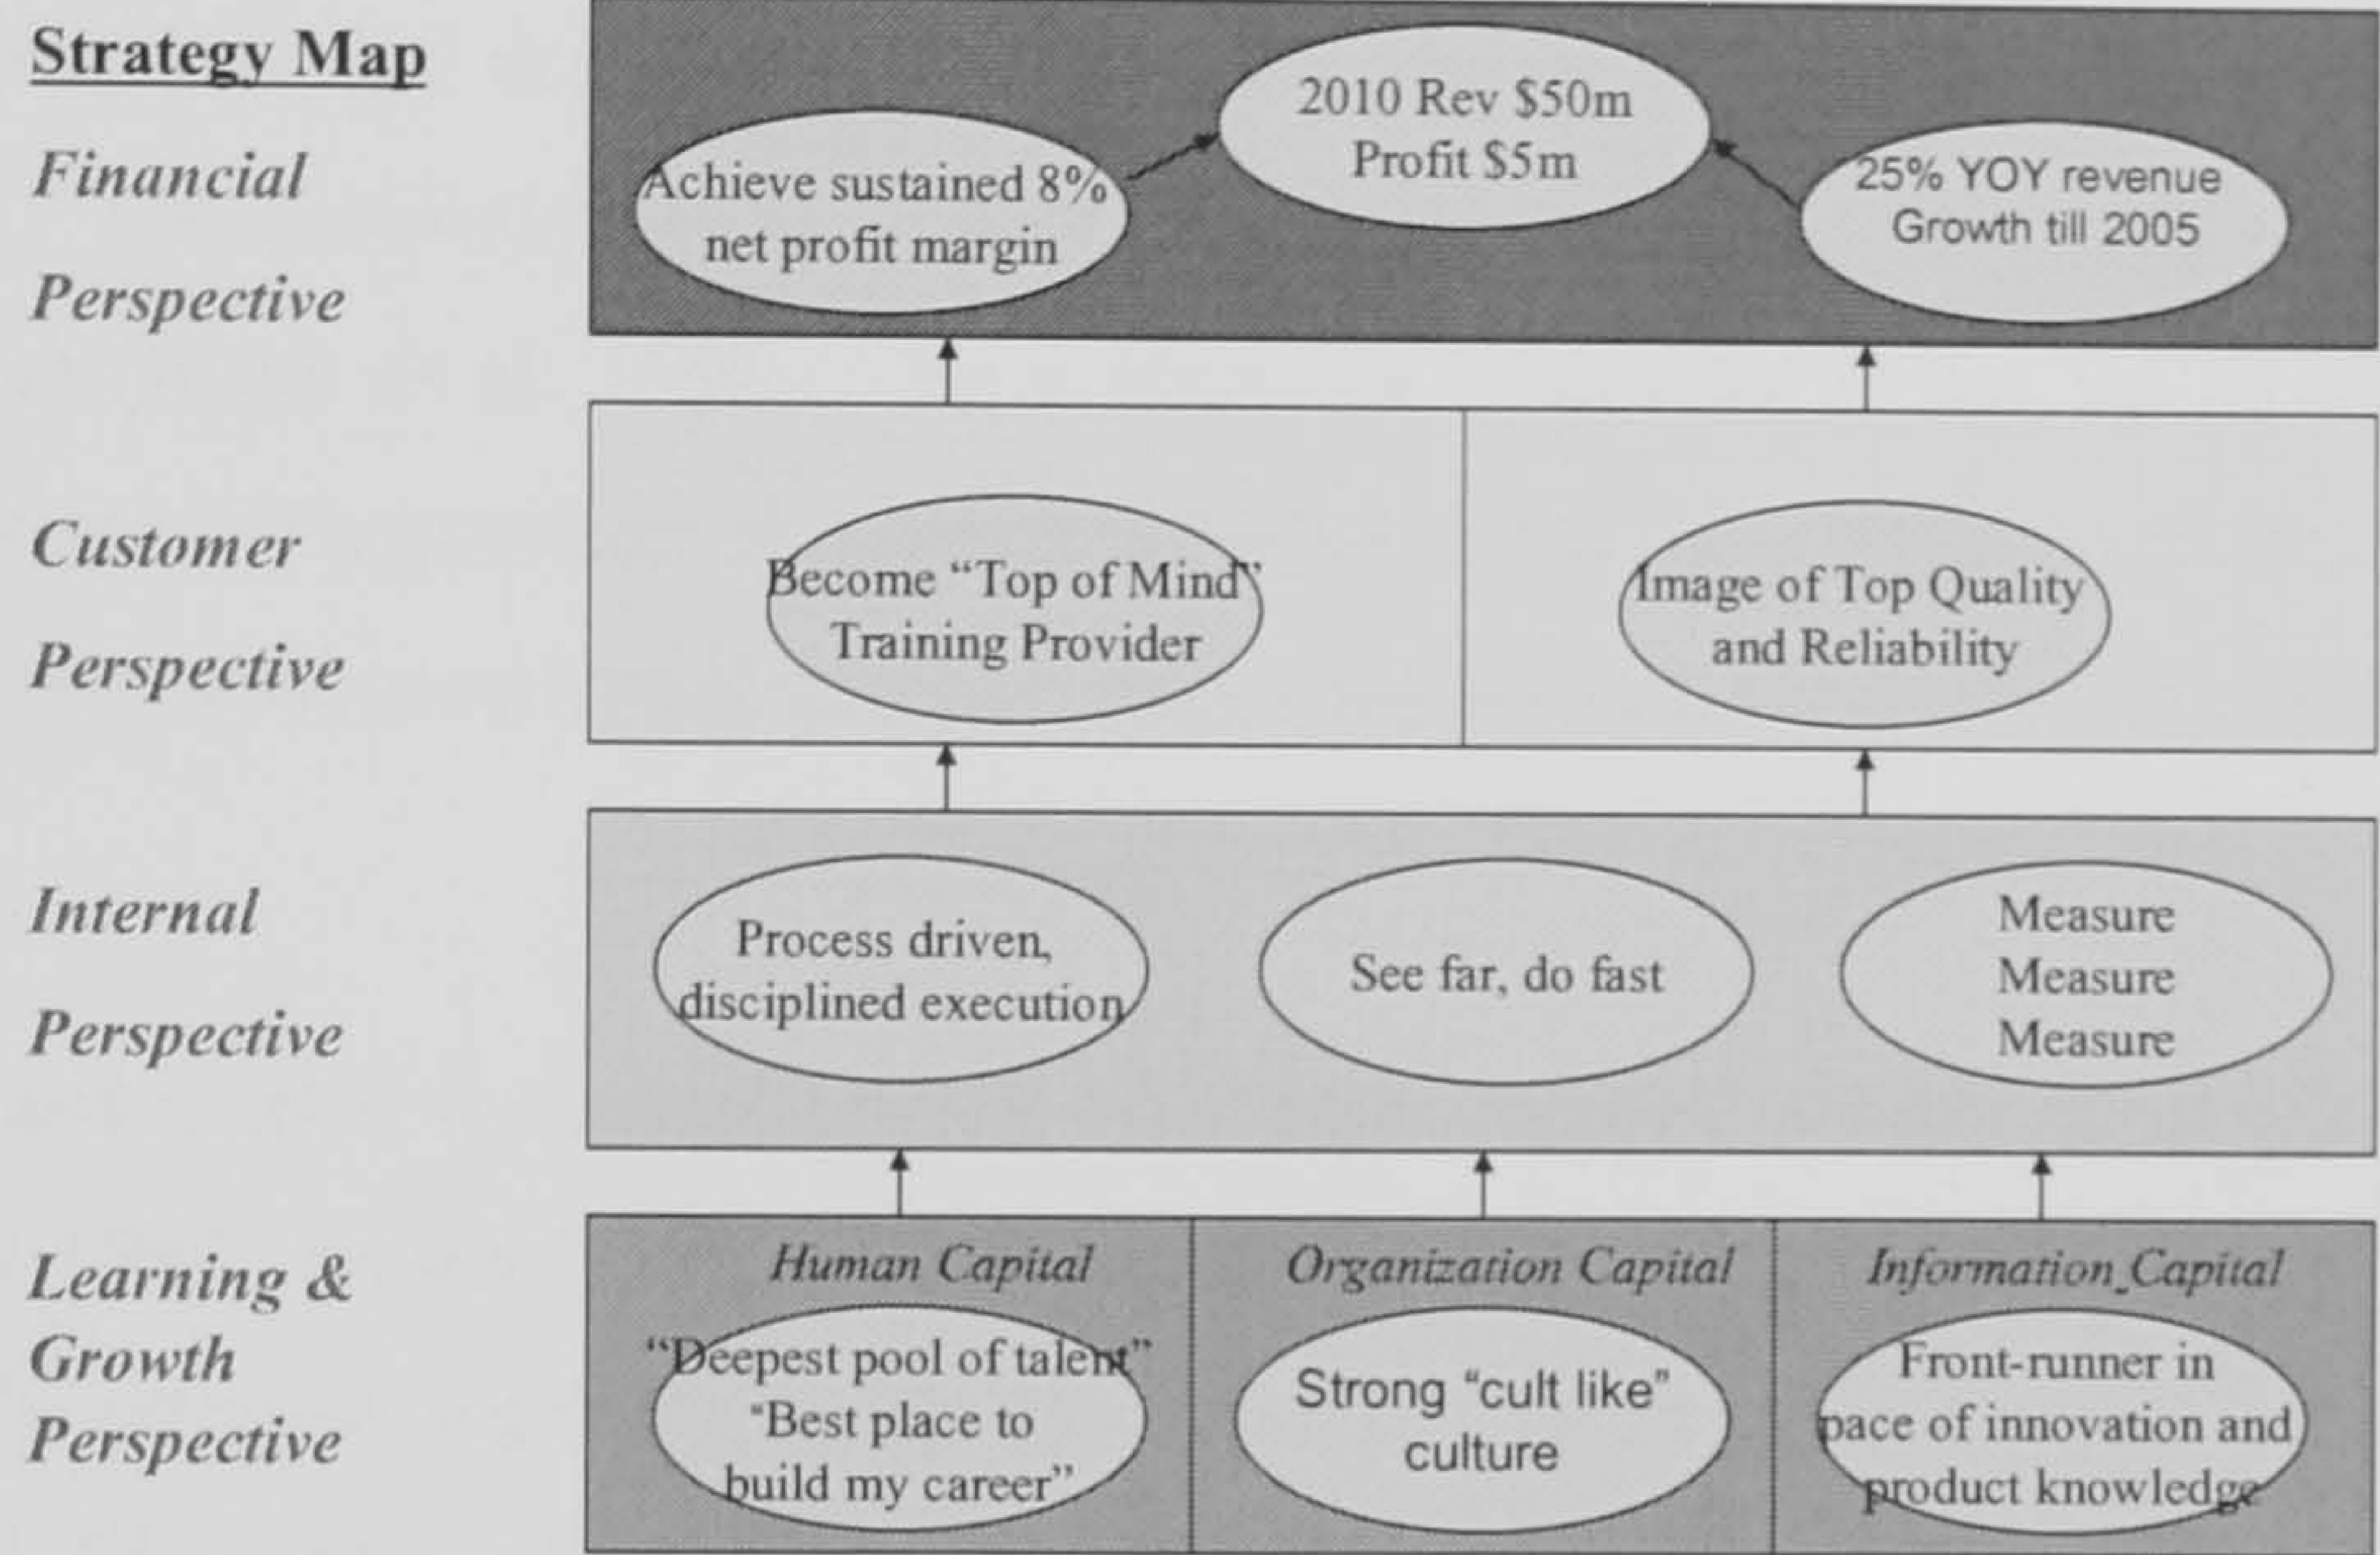 Strategy Map
Financial
Perspective
Achieve sustained 8%
net profit margin
2010 Rev $50m
Profit $5m
25% YOY revenue
Growth till 2005
Customer
Perspective
Become “Top of Mind”
Training Provider
Image of Top Quality
and Reliability
Internal
Perspective
Process driven,
disciplined execution
See far, do fast
Measure
Measure
Measure
Learning &
Growth
Perspective
Human Capital
“Deepest pool of talent”
“Best place to
build my career”
Organization Capital
Strong “cult like”
culture
Information Capital
Front-runner in
pace of innovation and
product knowledge